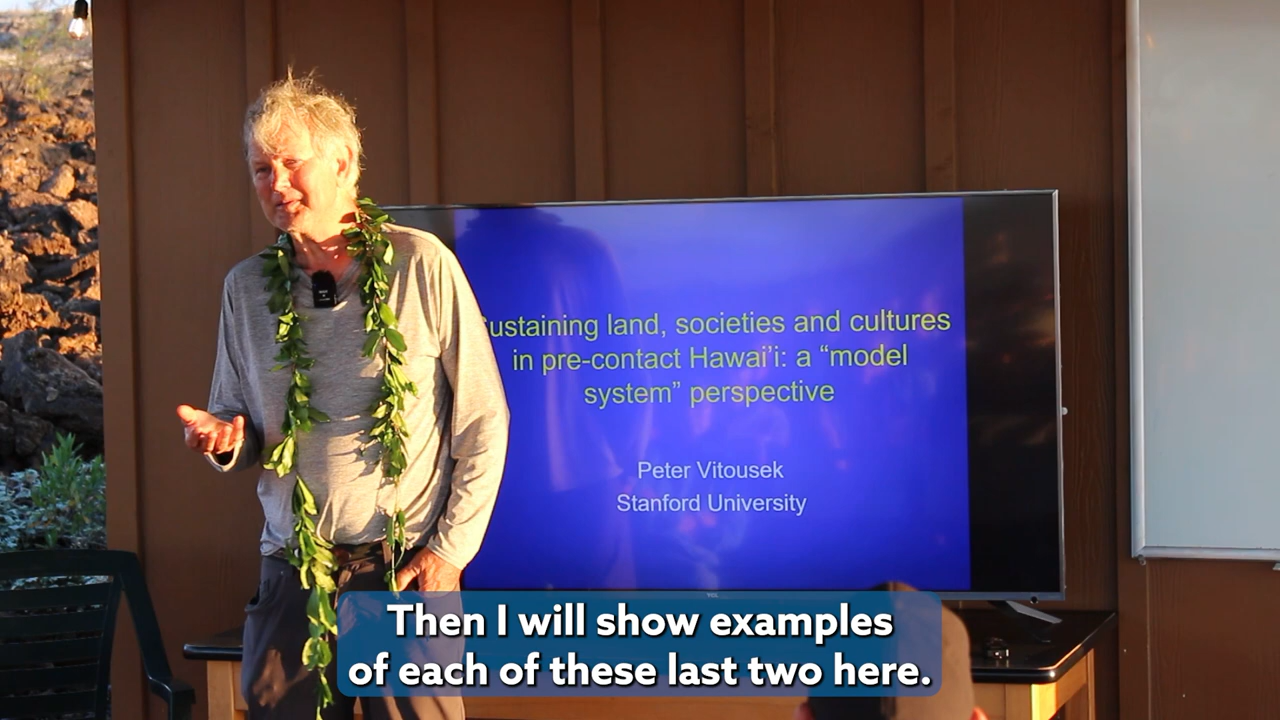 Sustaining land, societies and cultures
in pre-contact Hawai'i: a “model
system” perspective
Peter Vitousek
Stanford University
TCL
Then I will show examples
of each of these last two here.